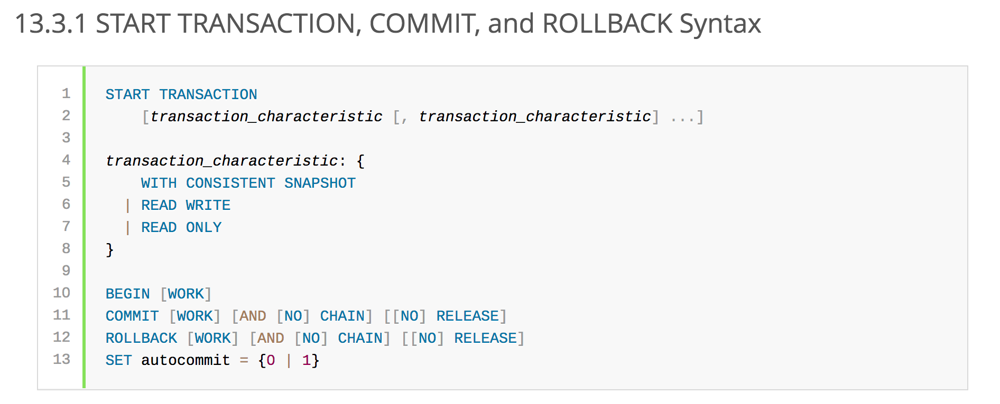 13.3.1 START TRANSACTION, COMMIT, and ROLLBACK Syntax
1 START TRANSACTION
2     [transaction_characteristic [, transaction_characteristic] ...]
3
4 transaction_characteristic: {
5     WITH CONSISTENT SNAPSHOT
6   | READ WRITE
7   | READ ONLY
8 }
9
10 BEGIN [WORK]
11 COMMIT [WORK] [AND [NO] CHAIN] [[NO] RELEASE]
12 ROLLBACK [WORK] [AND [NO] CHAIN] [[NO] RELEASE]
13 SET autocommit = {0 | 1}